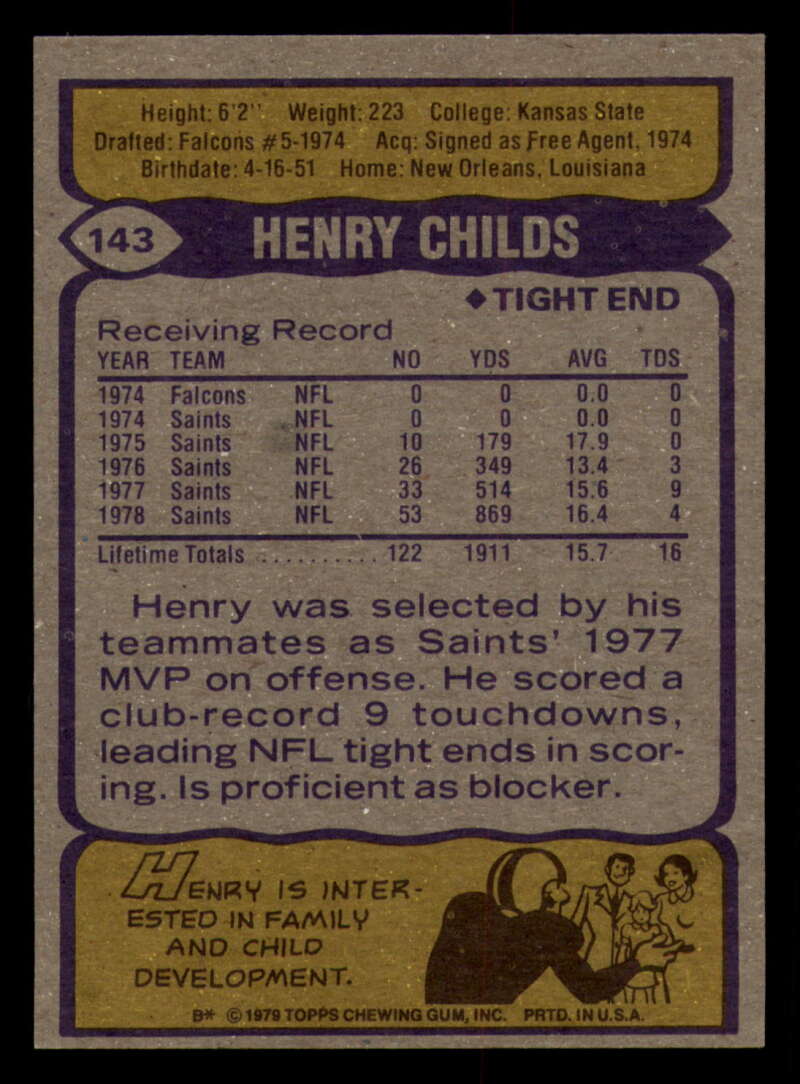 Height: 6'2" Weight: 223 College: Kansas State
Drafted: Falcons #5-1974 Acq: Signed as Free Agent, 1974
Birthdate: 4-16-51 Home: New Orleans, Louisiana
143 HENRY CHILDS
◆TIGHT END
Receiving Record
YEAR TEAM NO YDS AVG TDS
1974 Falcons NFL 0 0 0.0 0
1974 Saints NFL 0 0 0.0 0
1975 Saints NFL 10 179 17.9 0
1976 Saints NFL 26 349 13.4 3
1977 Saints NFL 33 514 15.6 9
1978 Saints NFL 53 869 16.4 4
Lifetime Totals ........... 122 1911 15.7 16
Henry was selected by his
teammates as Saints' 1977
MVP on offense. He scored a
club-record 9 touchdowns,
leading NFL tight ends in scor-
ing. Is proficient as blocker.
HENRY IS INTER-
ESTED IN FAMILY
AND CHILD
DEVELOPMENT.
B* © 1979 TOPPS CHEWING GUM, INC. PRTD. IN U.S.A.